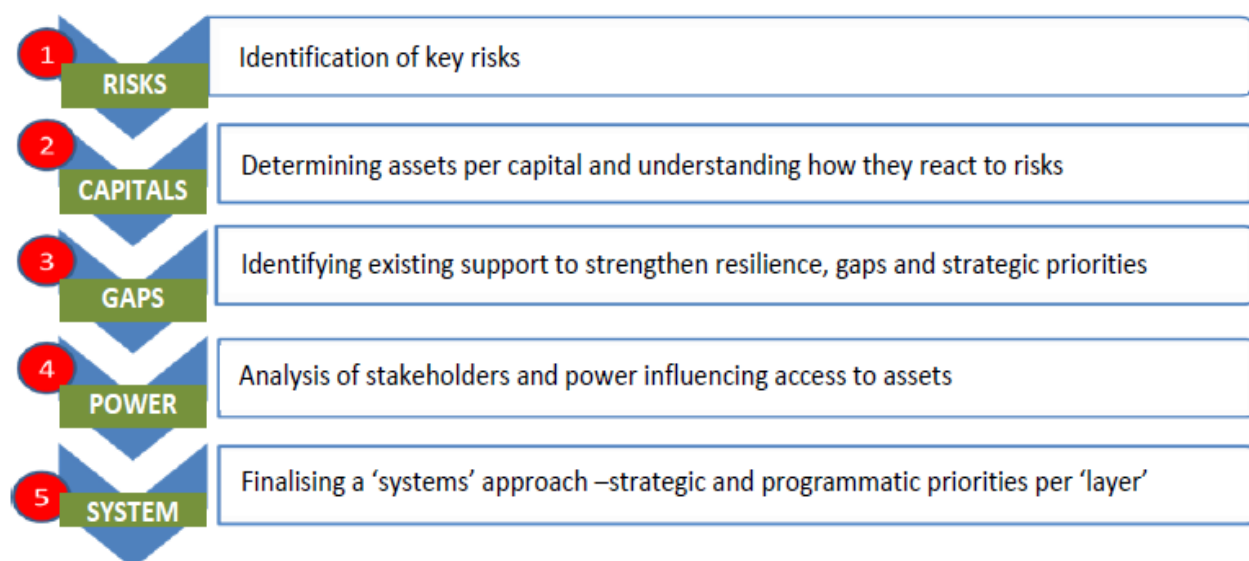 1
RISKS
Identification of key risks
2
CAPITALS
Determining assets per capital and understanding how they react to risks
3
GAPS
Identifying existing support to strengthen resilience, gaps and strategic priorities
4
POWER
Analysis of stakeholders and power influencing access to assets
5
SYSTEM
Finalising a ‘systems’ approach –strategic and programmatic priorities per ‘layer’